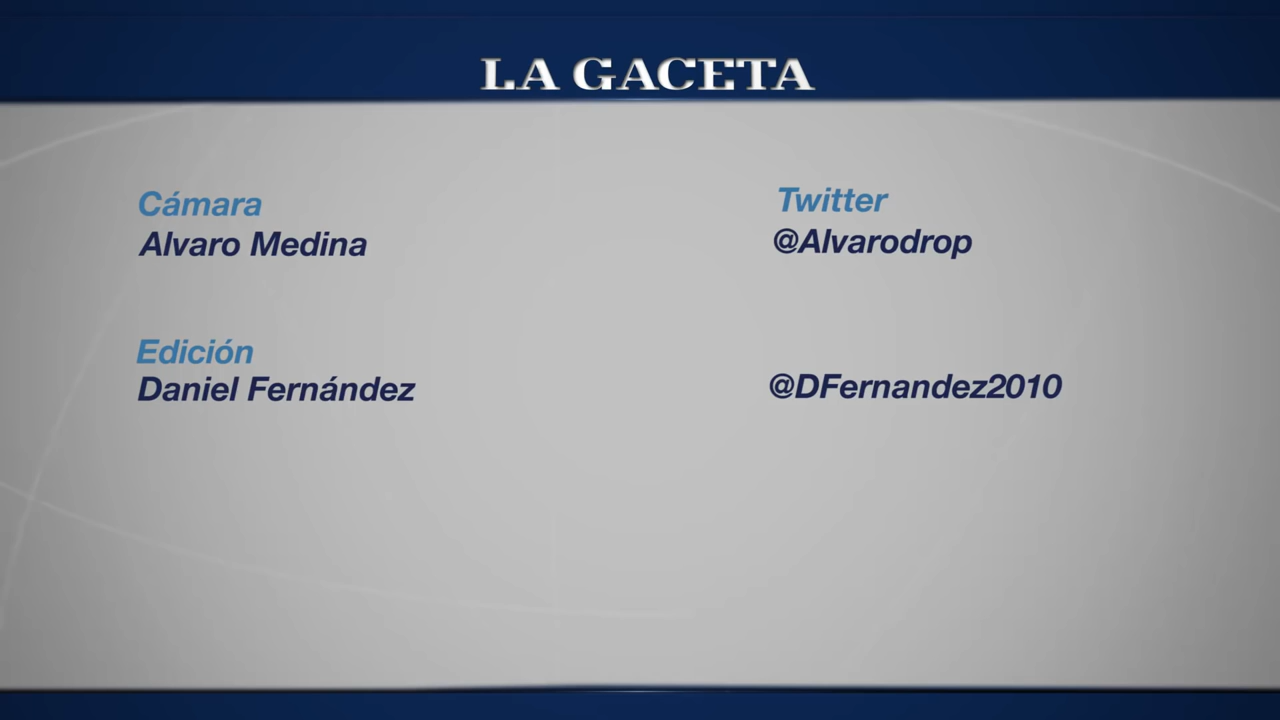 LA GACETA
Cámara
Alvaro Medina
Twitter
@Alvarodrop
Edición
Daniel Fernández
@DFernandez2010